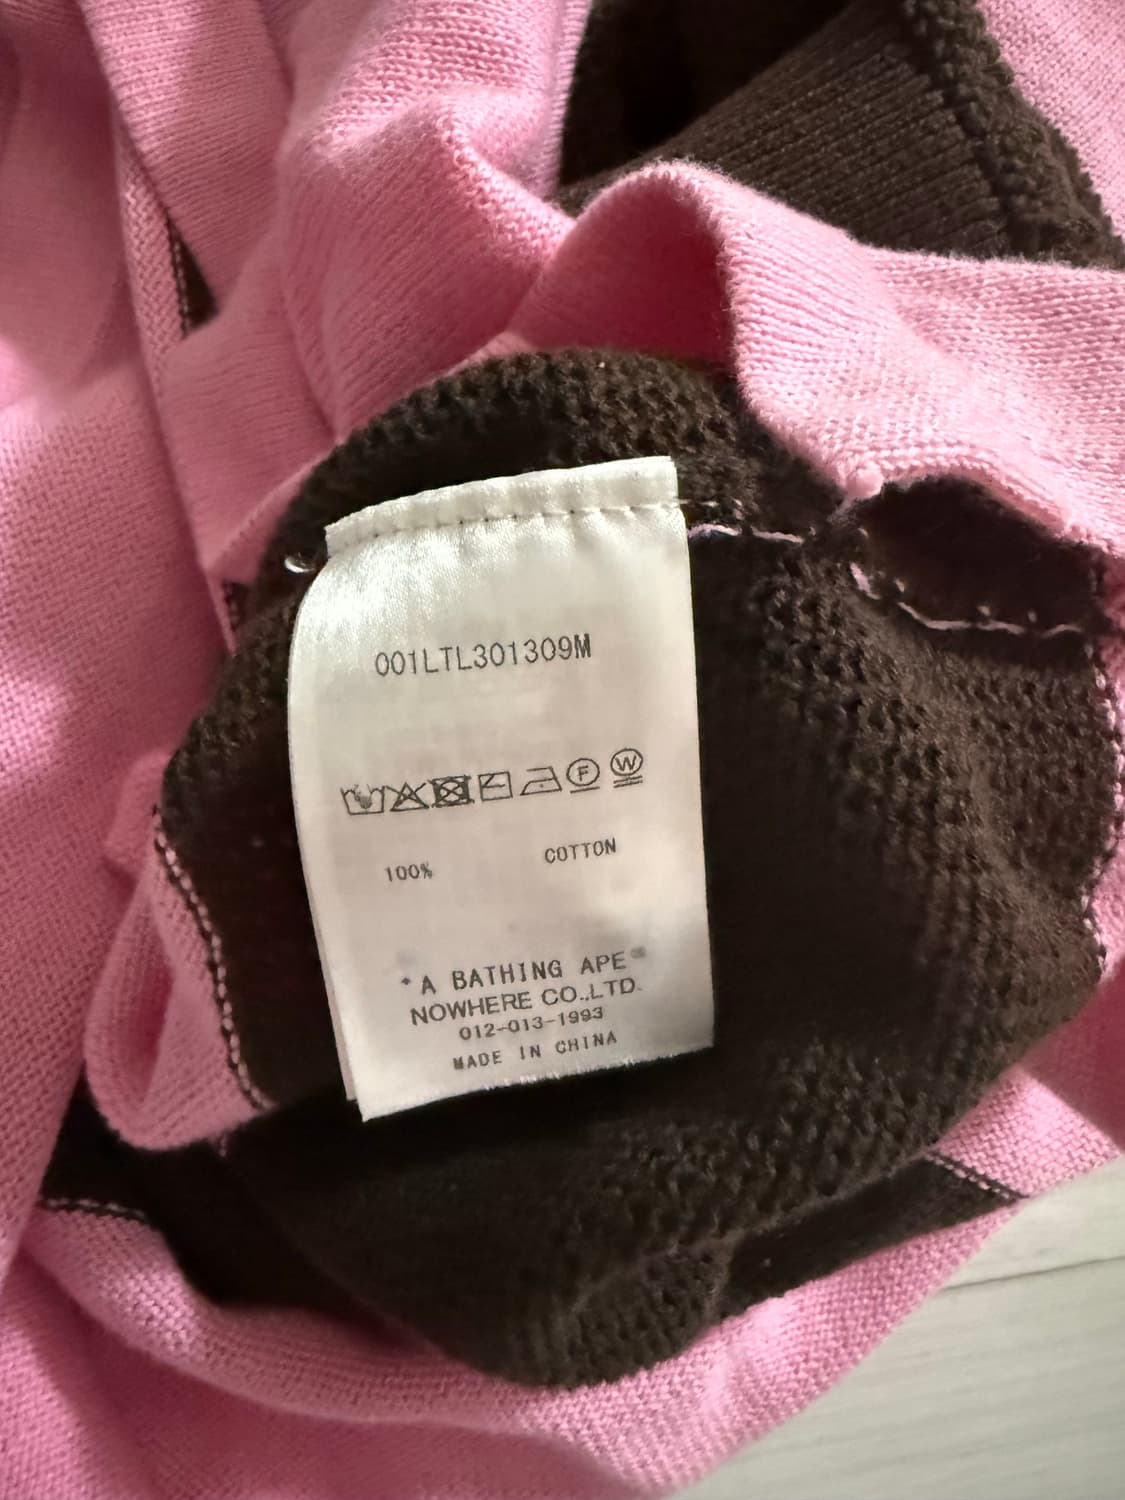 001LTL301309M
F W
100% COTTON
*A BATHING APE®
NOWHERE CO.,LTD.
012-013-1993
MADE IN CHINA